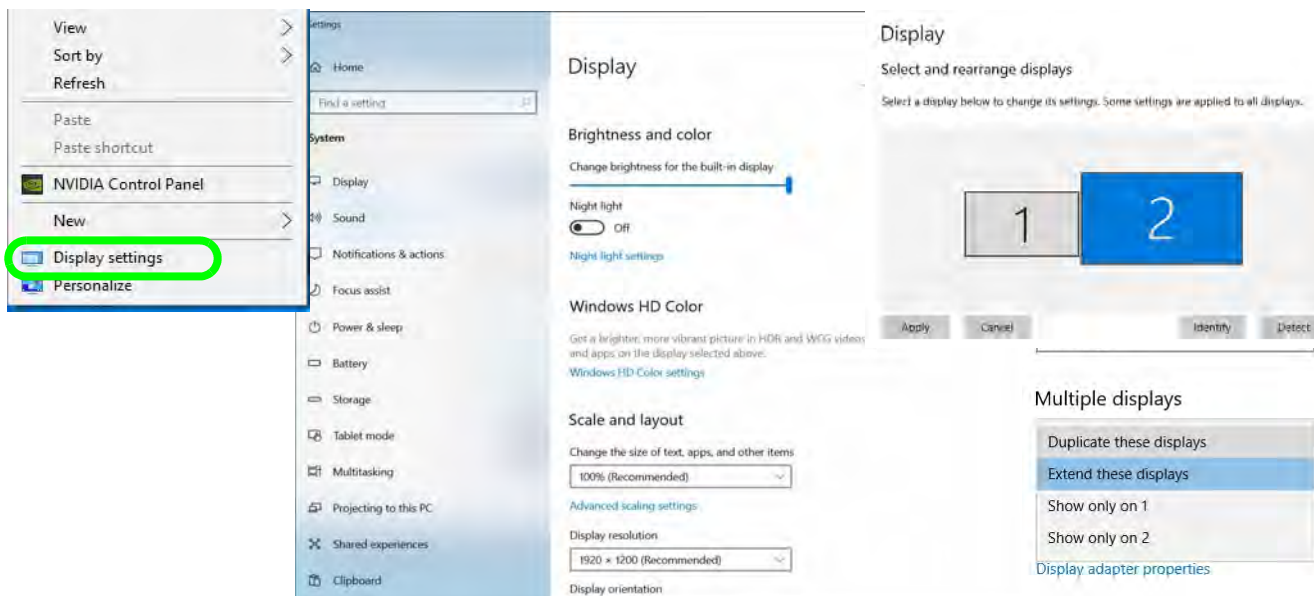 View
Sort by
Refresh
Paste
Paste shortcut
NVIDIA Control Panel
New
Display settings
Personalize
Settings
Home
Find a setting
System
Display
Sound
Notifications & actions
Focus assist
Power & sleep
Battery
Storage
Tablet mode
Multitasking
Projecting to this PC
Shared experiences
Clipboard
Display
Brightness and color
Change brightness for the built-in display
Night light
Off
Night light settings
Windows HD Color
Get a brighter, more vibrant picture in HDR and WCG videos
and apps on the display selected above.
Windows HD Color settings
Scale and layout
Change the size of text, apps, and other items
100% (Recommended)
Advanced scaling settings
Display resolution
1920 × 1200 (Recommended)
Display orientation
Display
Select and rearrange displays
Select a display below to change its settings. Some settings are applied to all displays.
1
2
Apply Cancel Identify Detect
Multiple displays
Duplicate these displays
Extend these displays
Show only on 1
Show only on 2
Display adapter properties